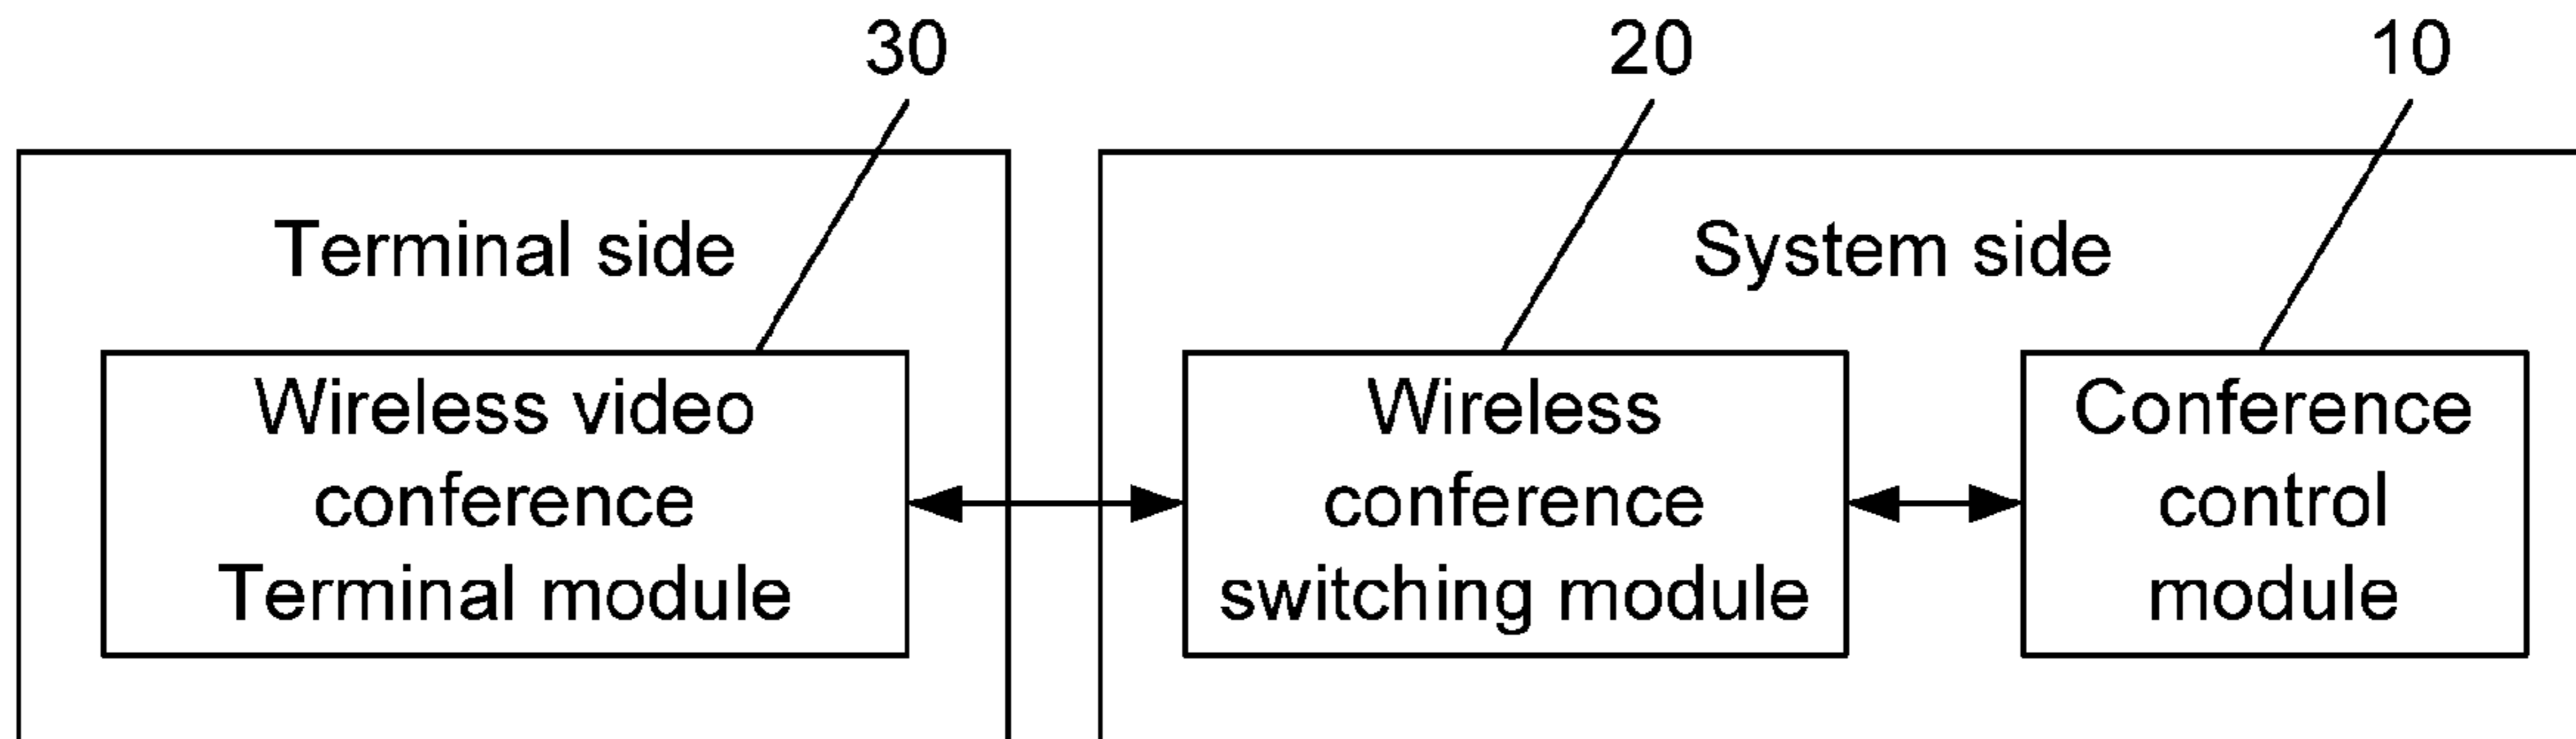 30
20
10
Terminal side
System side
Wireless video
conference
Terminal module
Wireless
conference
switching module
Conference
control
module